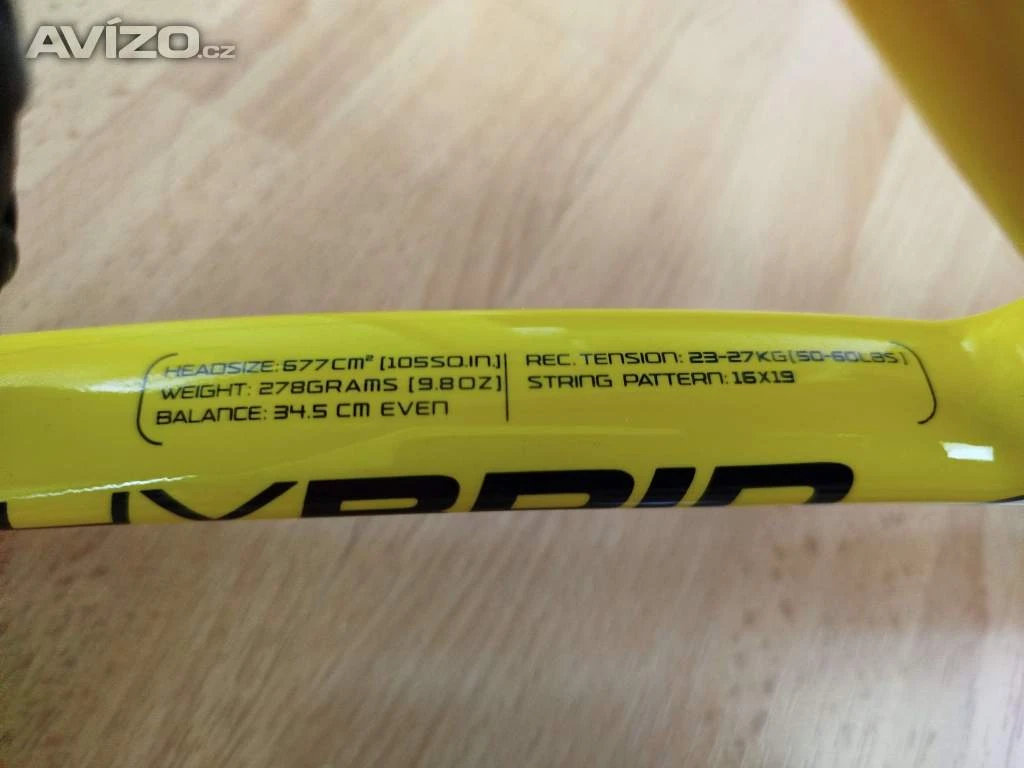 AVÍZO.cz
HEADSIZE: 677CM² [105SQ.IN.]
WEIGHT: 278GRAMS [9.8OZ]
BALANCE: 34.5 CM EVEN
REC. TENSION: 23-27KG[50-60LBS]
STRING PATTERN: 16X19
HYBRID